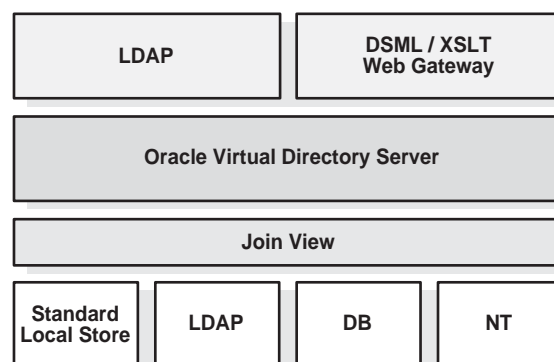 LDAP
DSML / XSLT
Web Gateway
Oracle Virtual Directory Server
Join View
Standard
Local Store
LDAP
DB
NT